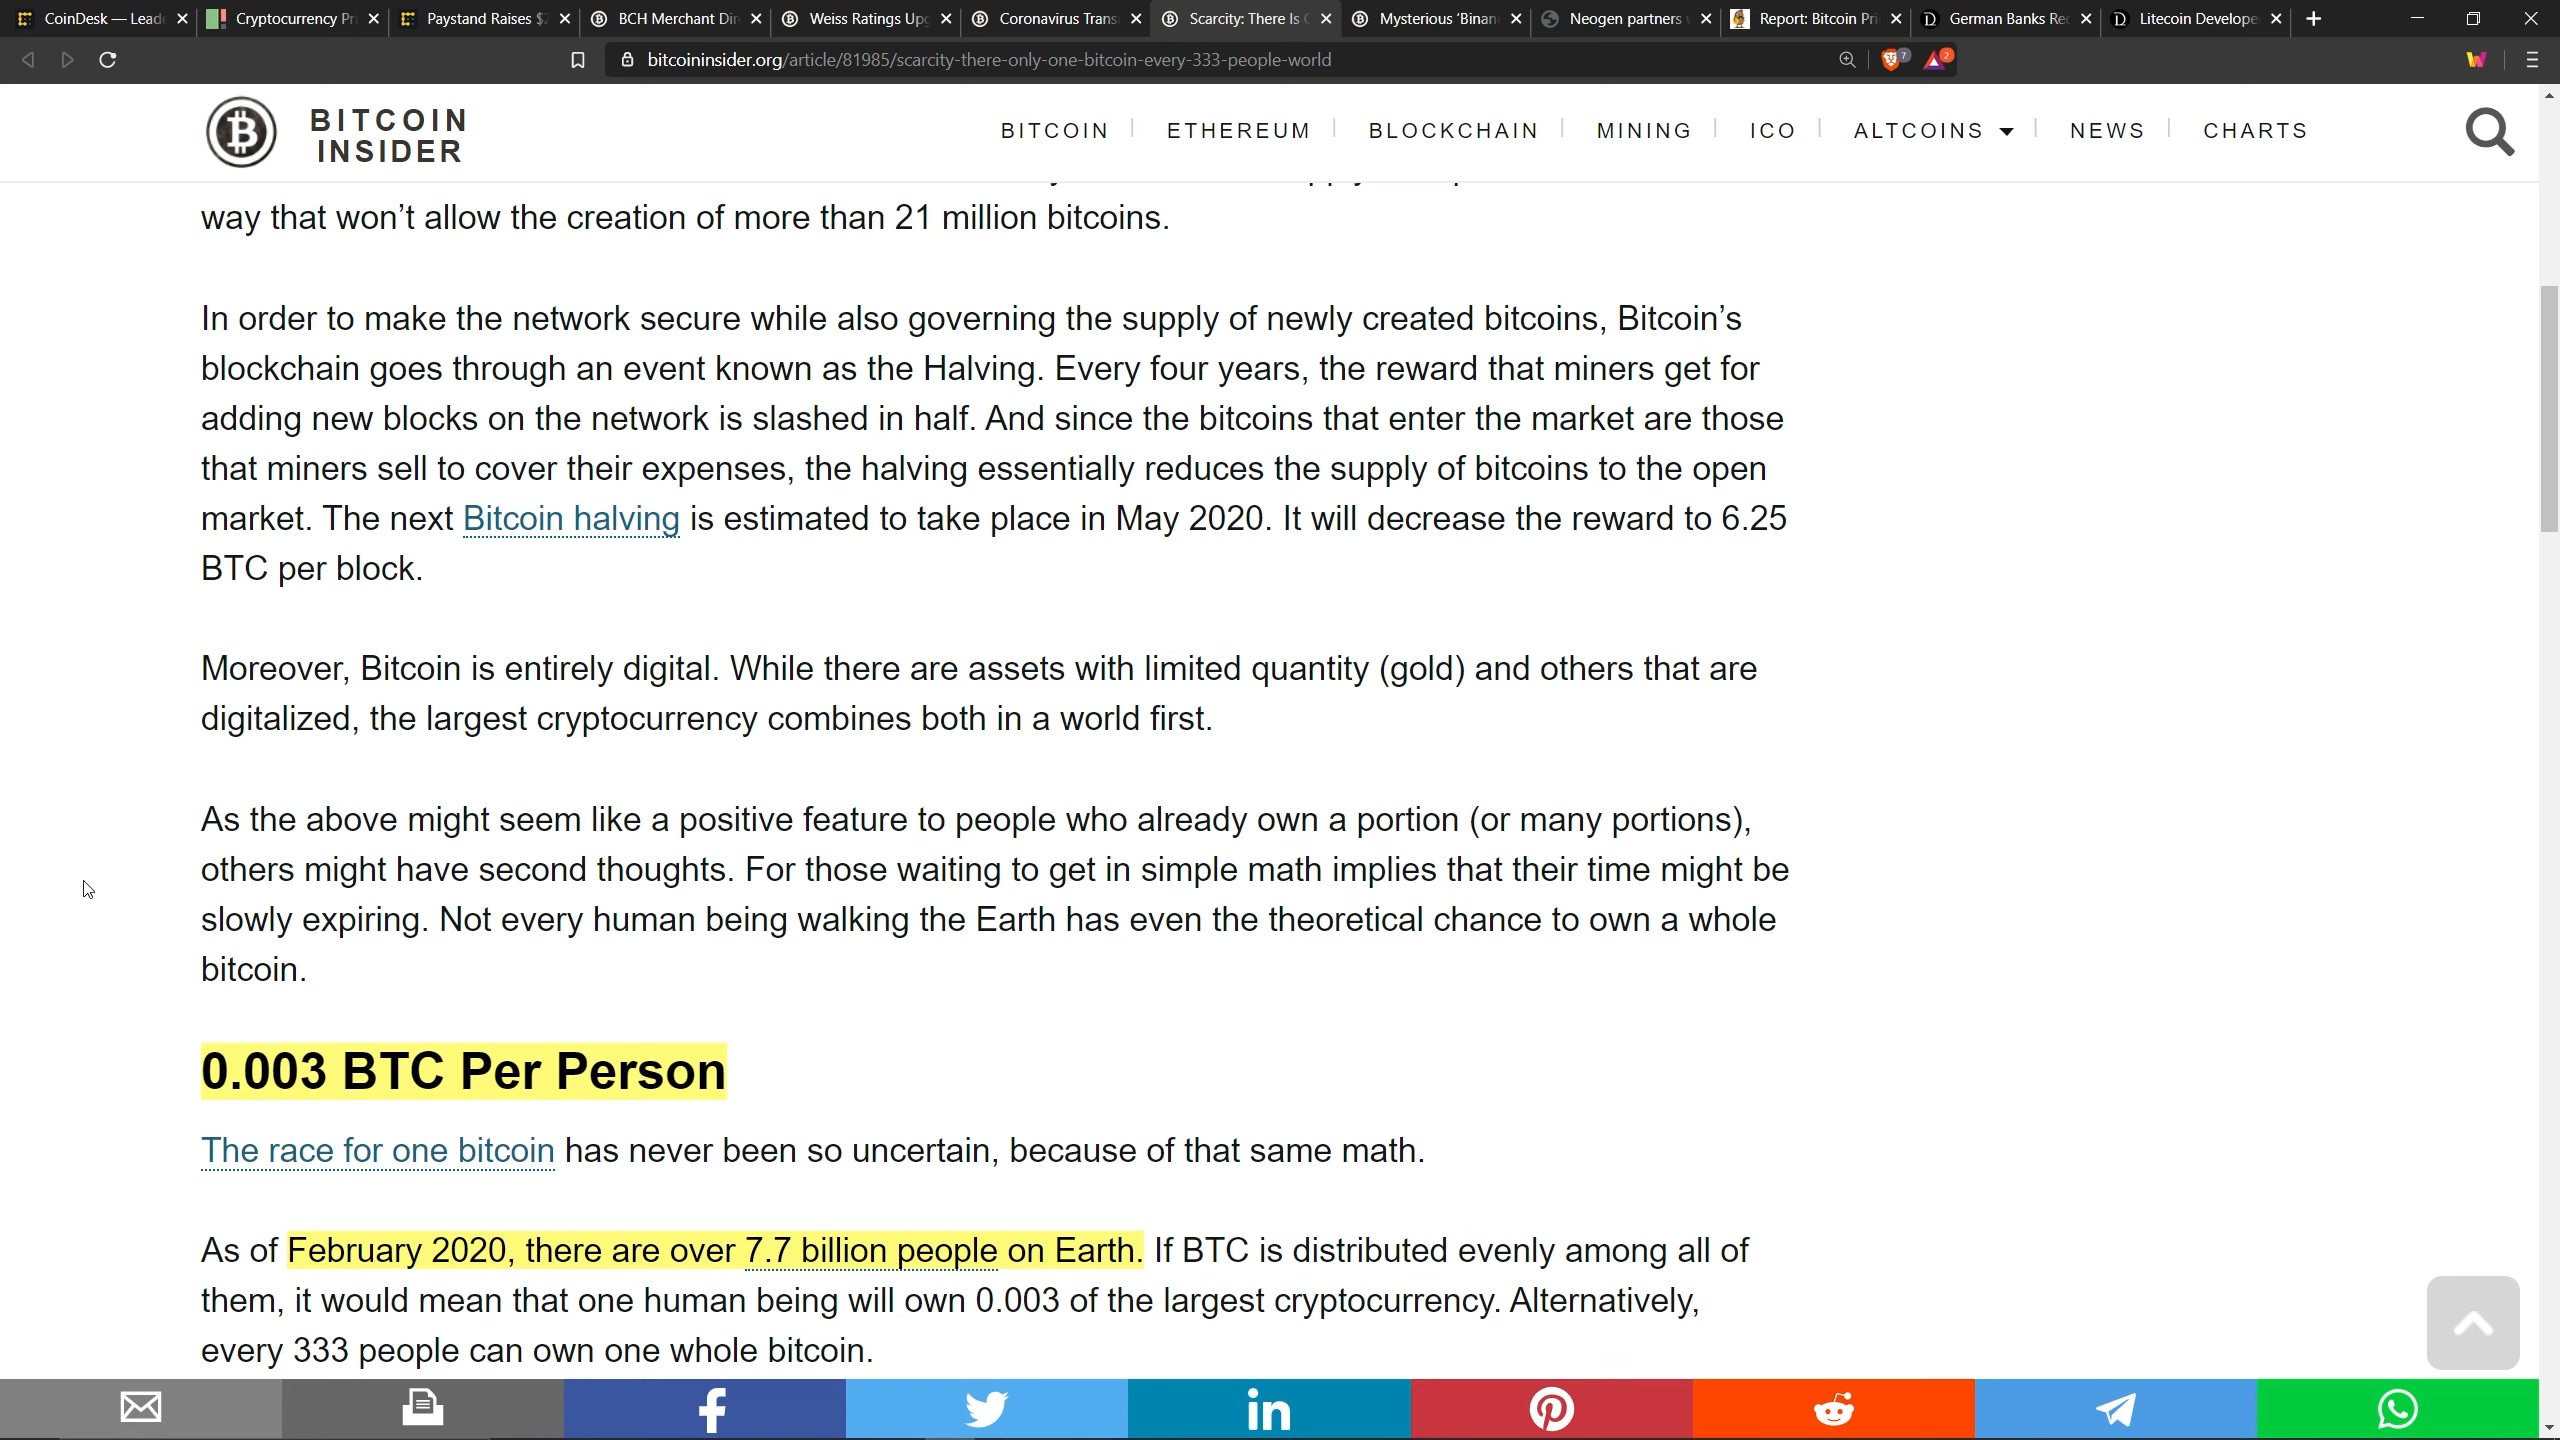 CoinDesk — Lead
Cryptocurrency Pri
Paystand Raises $2
BCH Merchant Dir
Weiss Ratings Upg
Coronavirus Trans
Scarcity: There Is
Mysterious ‘Binan
Neogen partners
Report: Bitcoin Pri
German Banks Re
Litecoin Develope
bitcoininsider.org/article/81985/scarcity-there-only-one-bitcoin-every-333-people-world
7
2
BITCOIN
INSIDER
BITCOIN
ETHEREUM
BLOCKCHAIN
MINING
ICO
ALTCOINS
NEWS
CHARTS
way that won’t allow the creation of more than 21 million bitcoins.
In order to make the network secure while also governing the supply of newly created bitcoins, Bitcoin’s
blockchain goes through an event known as the Halving. Every four years, the reward that miners get for
adding new blocks on the network is slashed in half. And since the bitcoins that enter the market are those
that miners sell to cover their expenses, the halving essentially reduces the supply of bitcoins to the open
market. The next Bitcoin halving is estimated to take place in May 2020. It will decrease the reward to 6.25
BTC per block.
Moreover, Bitcoin is entirely digital. While there are assets with limited quantity (gold) and others that are
digitalized, the largest cryptocurrency combines both in a world first.
As the above might seem like a positive feature to people who already own a portion (or many portions),
others might have second thoughts. For those waiting to get in simple math implies that their time might be
slowly expiring. Not every human being walking the Earth has even the theoretical chance to own a whole
bitcoin.
0.003 BTC Per Person
The race for one bitcoin has never been so uncertain, because of that same math.
As of February 2020, there are over 7.7 billion people on Earth. If BTC is distributed evenly among all of
them, it would mean that one human being will own 0.003 of the largest cryptocurrency. Alternatively,
every 333 people can own one whole bitcoin.